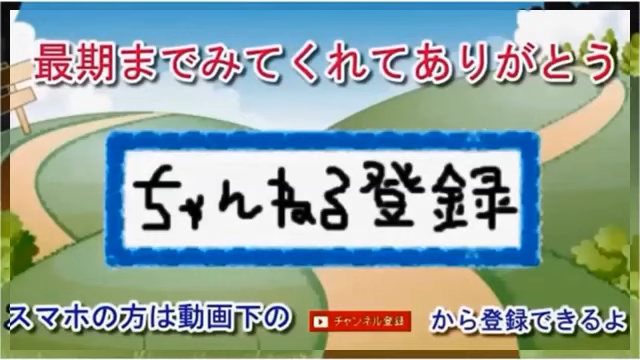 最期までみてくれてありがとう
ちゃんねる登録
スマホの方は動画下の チャンネル登録 から登録できるよ